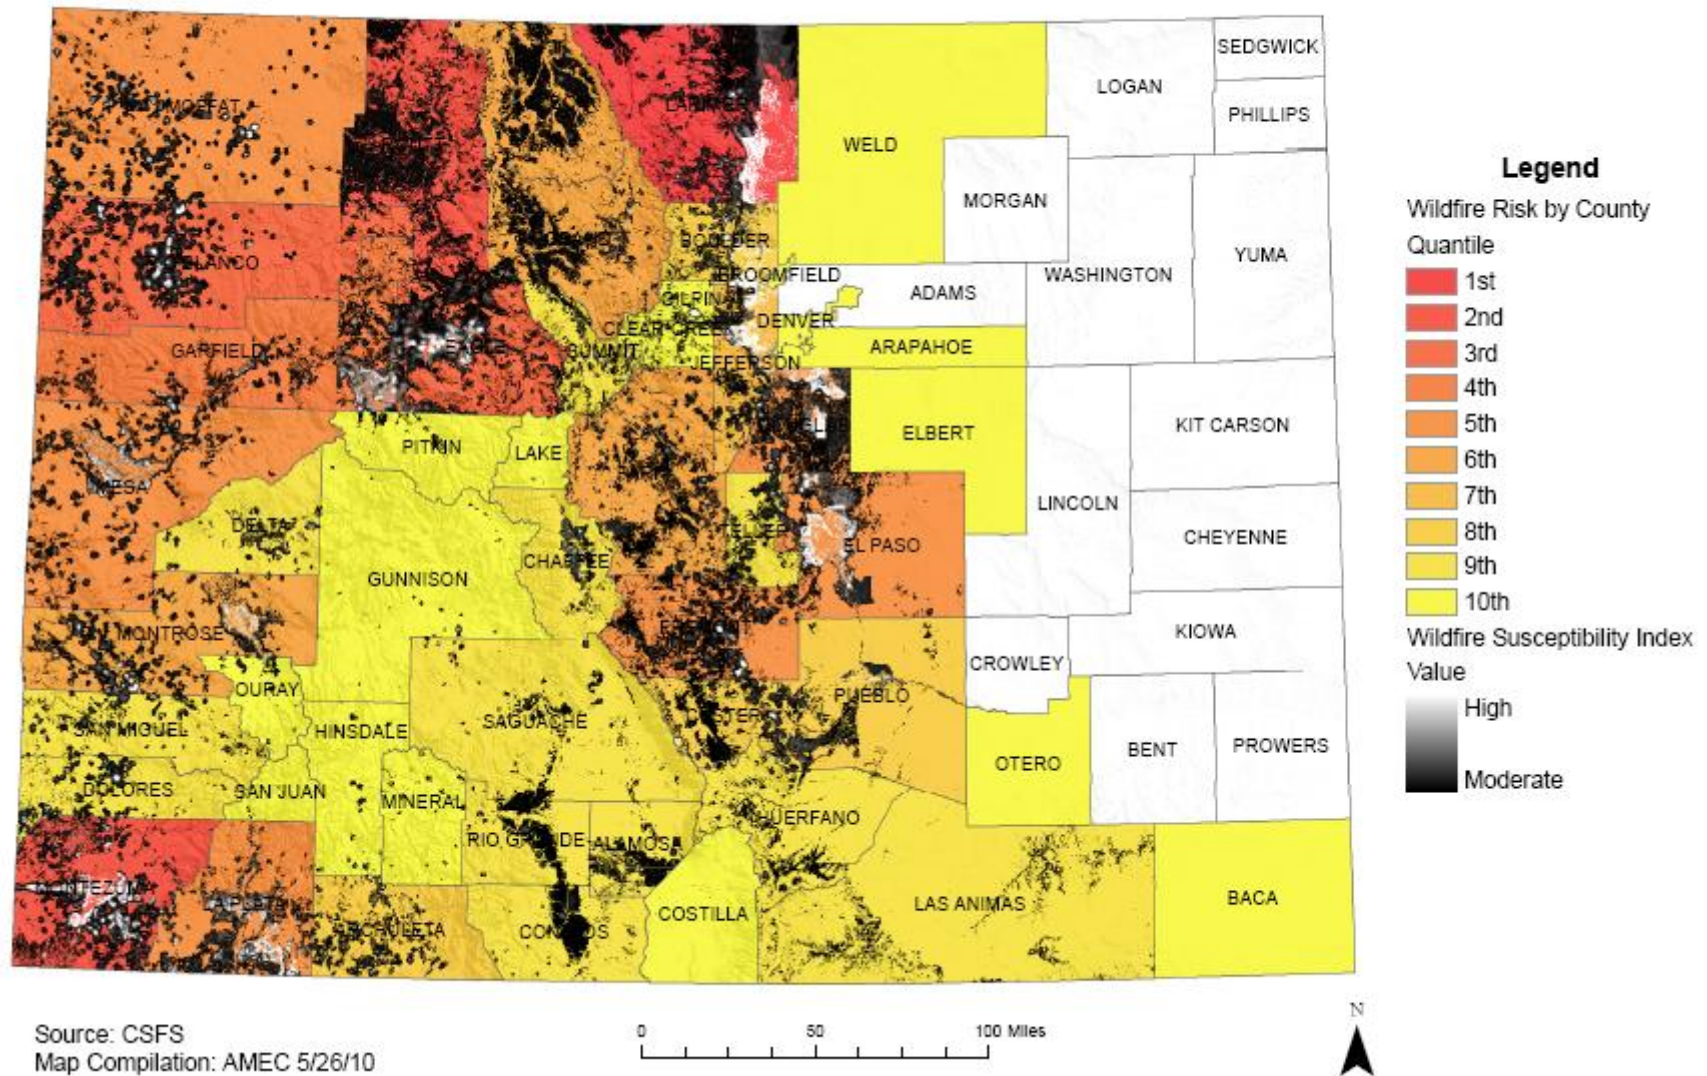 SEDGWICK
LOGAN
PHILLIPS
MOFFAT
LARIMER
WELD
MORGAN
YUMA
BLANCO
BOULDER
BROOMFIELD
WASHINGTON
ADAMS
GILPIN
CLEAR CREEK
DENVER
SUMMIT
EAGLE
GARFIELD
JEFFERSON
ARAPAHOE
PITKIN
LAKE
ELBERT
KIT CARSON
MESA
LINCOLN
DELTA
TELLER
EL PASO
CHEYENNE
CHAFFEE
GUNNISON
MONTROSE
KIOWA
CROWLEY
OURAY
PUEBLO
SAN MIGUEL
HINSDALE
SAGUACHE
CUSTER
OTERO
BENT
PROWERS
DOLORES
SAN JUAN
MINERAL
HUERFANO
RIO GRANDE
ALAMOSA
MONTEZUMA
LA PLATA
ARCHULETA
CONEJOS
COSTILLA
LAS ANIMAS
BACA
Legend
Wildfire Risk by County
Quantile
1st
2nd
3rd
4th
5th
6th
7th
8th
9th
10th
Wildfire Susceptibility Index
Value
High
Moderate
Source: CSFS
Map Compilation: AMEC 5/26/10
0 50 100 Miles
N